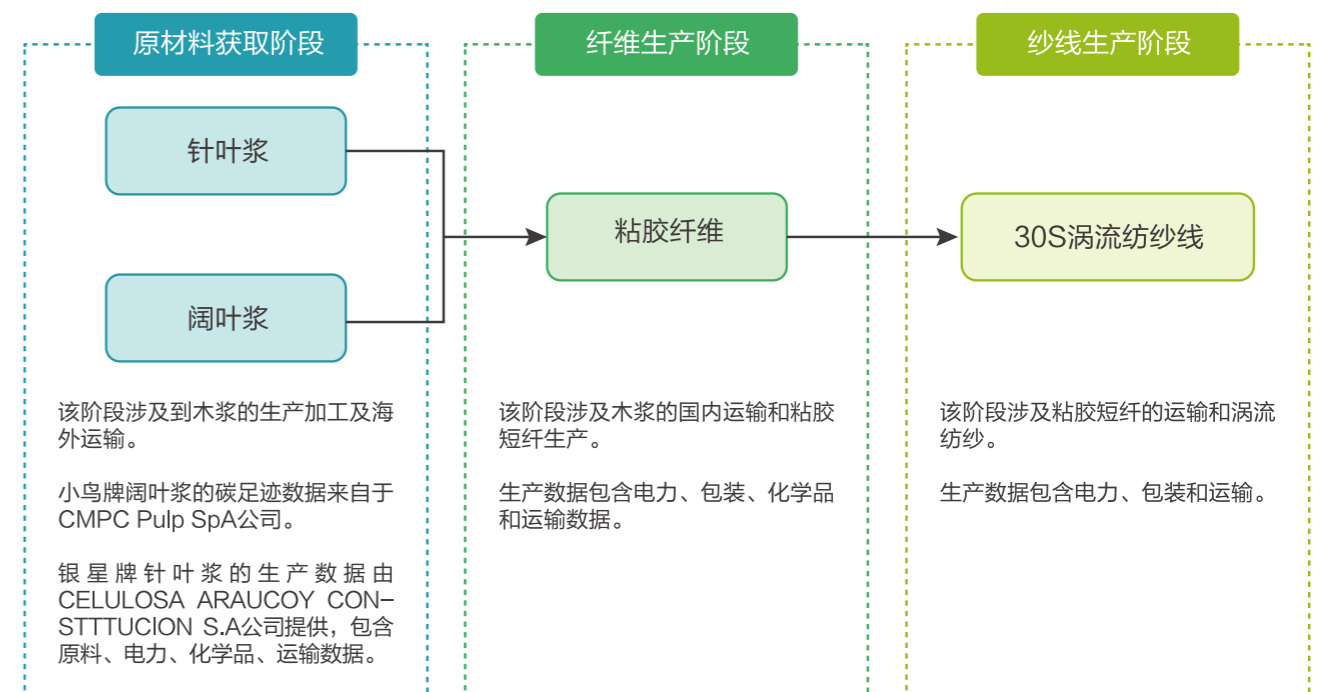 原材料获取阶段
针叶浆
阔叶浆
该阶段涉及到木浆的生产加工及海
外运输。
小鸟牌阔叶浆的碳足迹数据来自于
CMPC Pulp SpA公司。
银星牌针叶浆的生产数据由
CELULOSA ARAUCOY CON-
STTTUCION S.A公司提供，包含
原料、电力、化学品、运输数据。
纤维生产阶段
粘胶纤维
该阶段涉及木浆的国内运输和粘胶
短纤生产。
生产数据包含电力、包装、化学品
和运输数据。
纱线生产阶段
30S涡流纺纱线
该阶段涉及粘胶短纤的运输和涡流
纺纱。
生产数据包含电力、包装和运输。